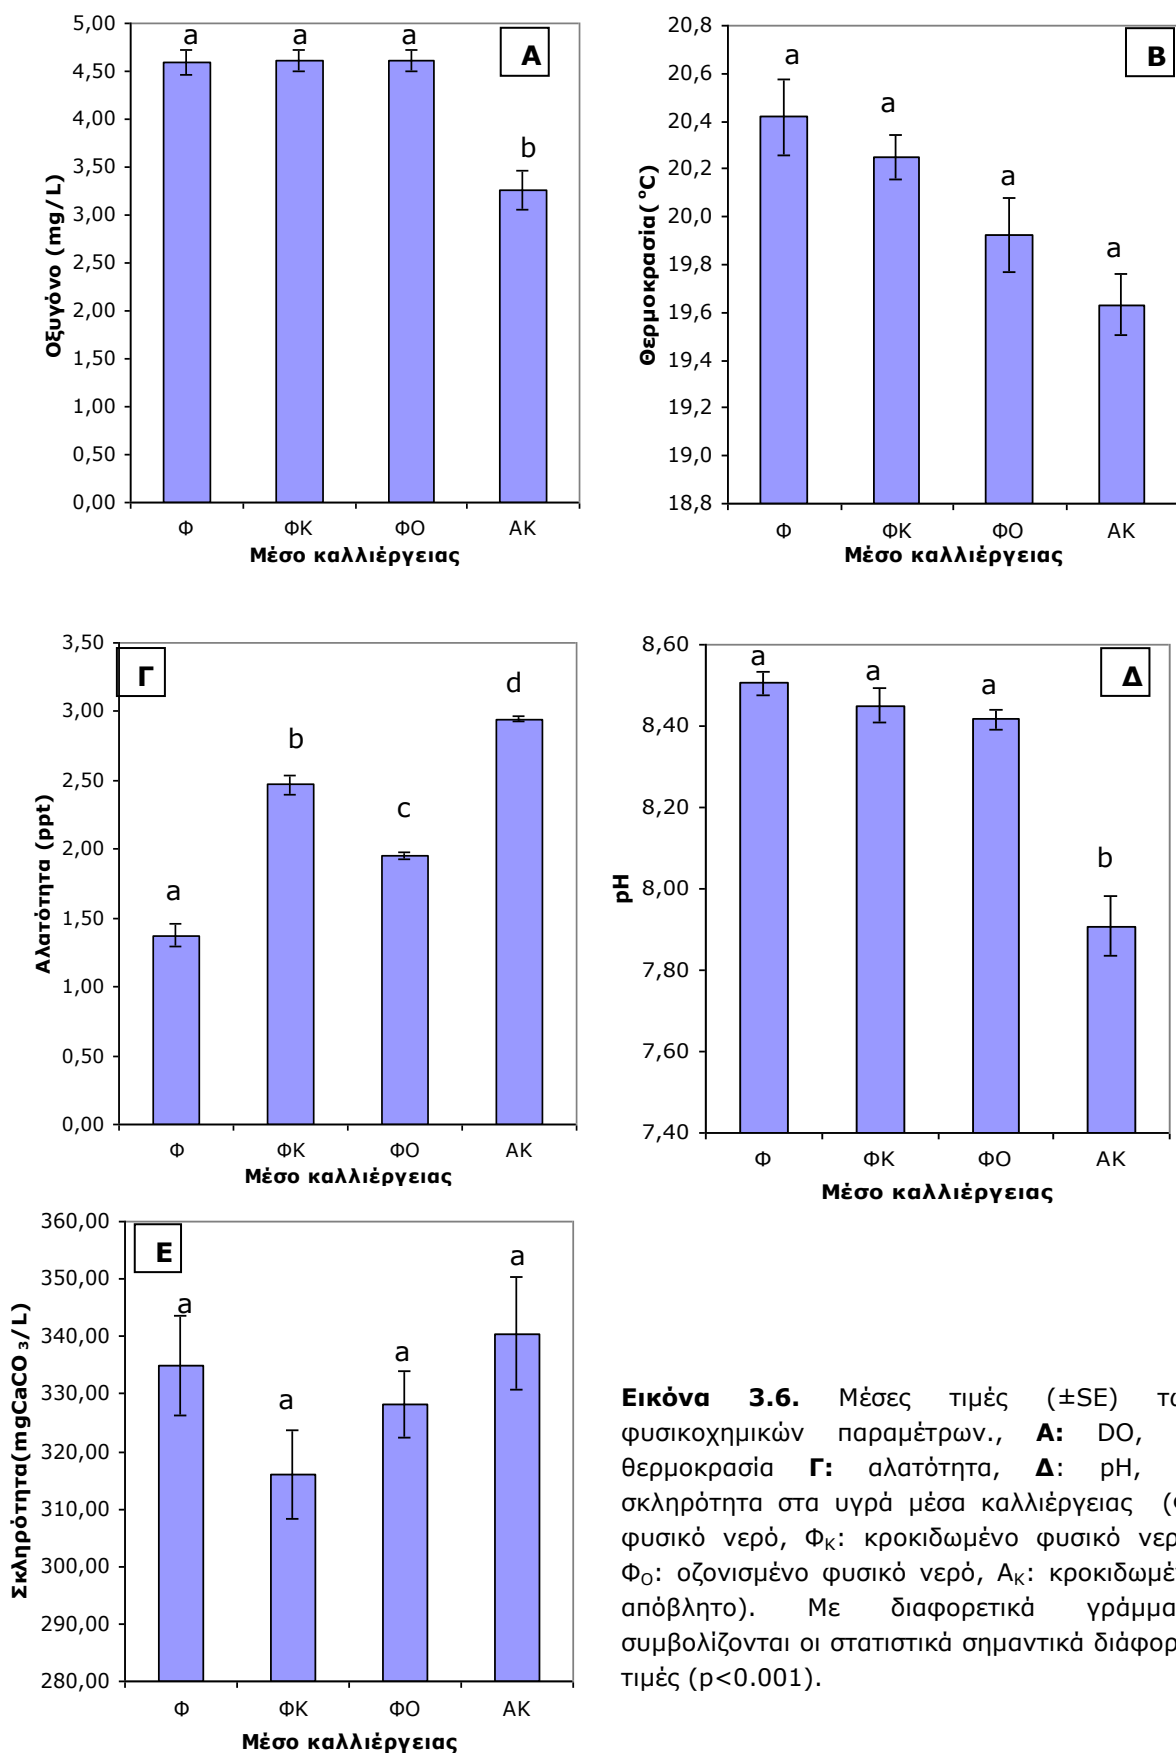 5,00
4,50
4,00
3,50
3,00
2,50
2,00
1,50
1,00
0,50
0,00
Οξυγόνο (mg/L)
a a a b
A
Φ ΦΚ ΦΟ ΑΚ
Μέσο καλλιέργειας
20,8
20,6
20,4
20,2
20,0
19,8
19,6
19,4
19,2
19,0
18,8
Θερμοκρασία( °C)
a a a a
B
Φ ΦΚ ΦΟ ΑΚ
Μέσο καλλιέργειας
3,50
3,00
2,50
2,00
1,50
1,00
0,50
0,00
Αλατότητα (ppt)
Γ
a b c d
Φ ΦΚ ΦΟ ΑΚ
Μέσο καλλιέργειας
8,60
8,40
8,20
8,00
7,80
7,60
7,40
pH
a a a b
Δ
Φ ΦΚ ΦΟ ΑΚ
Μέσο καλλιέργειας
360,00
350,00
340,00
330,00
320,00
310,00
300,00
290,00
280,00
Σκληρότητα(mgCaCO3/L)
E
a a a a
Φ ΦΚ ΦΟ ΑΚ
Μέσο καλλιέργειας
Εικόνα 3.6. Μέσες τιμές (±SE)
φυσικοχημικών παραμέτρων., A: DO,
θερμοκρασία Γ: αλατότητα, Δ: pH,
σκληρότητα στα υγρά μέσα καλλιέργειας
φυσικό νερό, ΦΚ: κροκιδωμένο φυσικό
ΦΟ: οζονισμένο φυσικό νερό, ΑΚ:
απόβλητο). Με διαφορετικά
συμβολίζονται οι στατιστικά σημαντικά
τιμές (p<0.001).